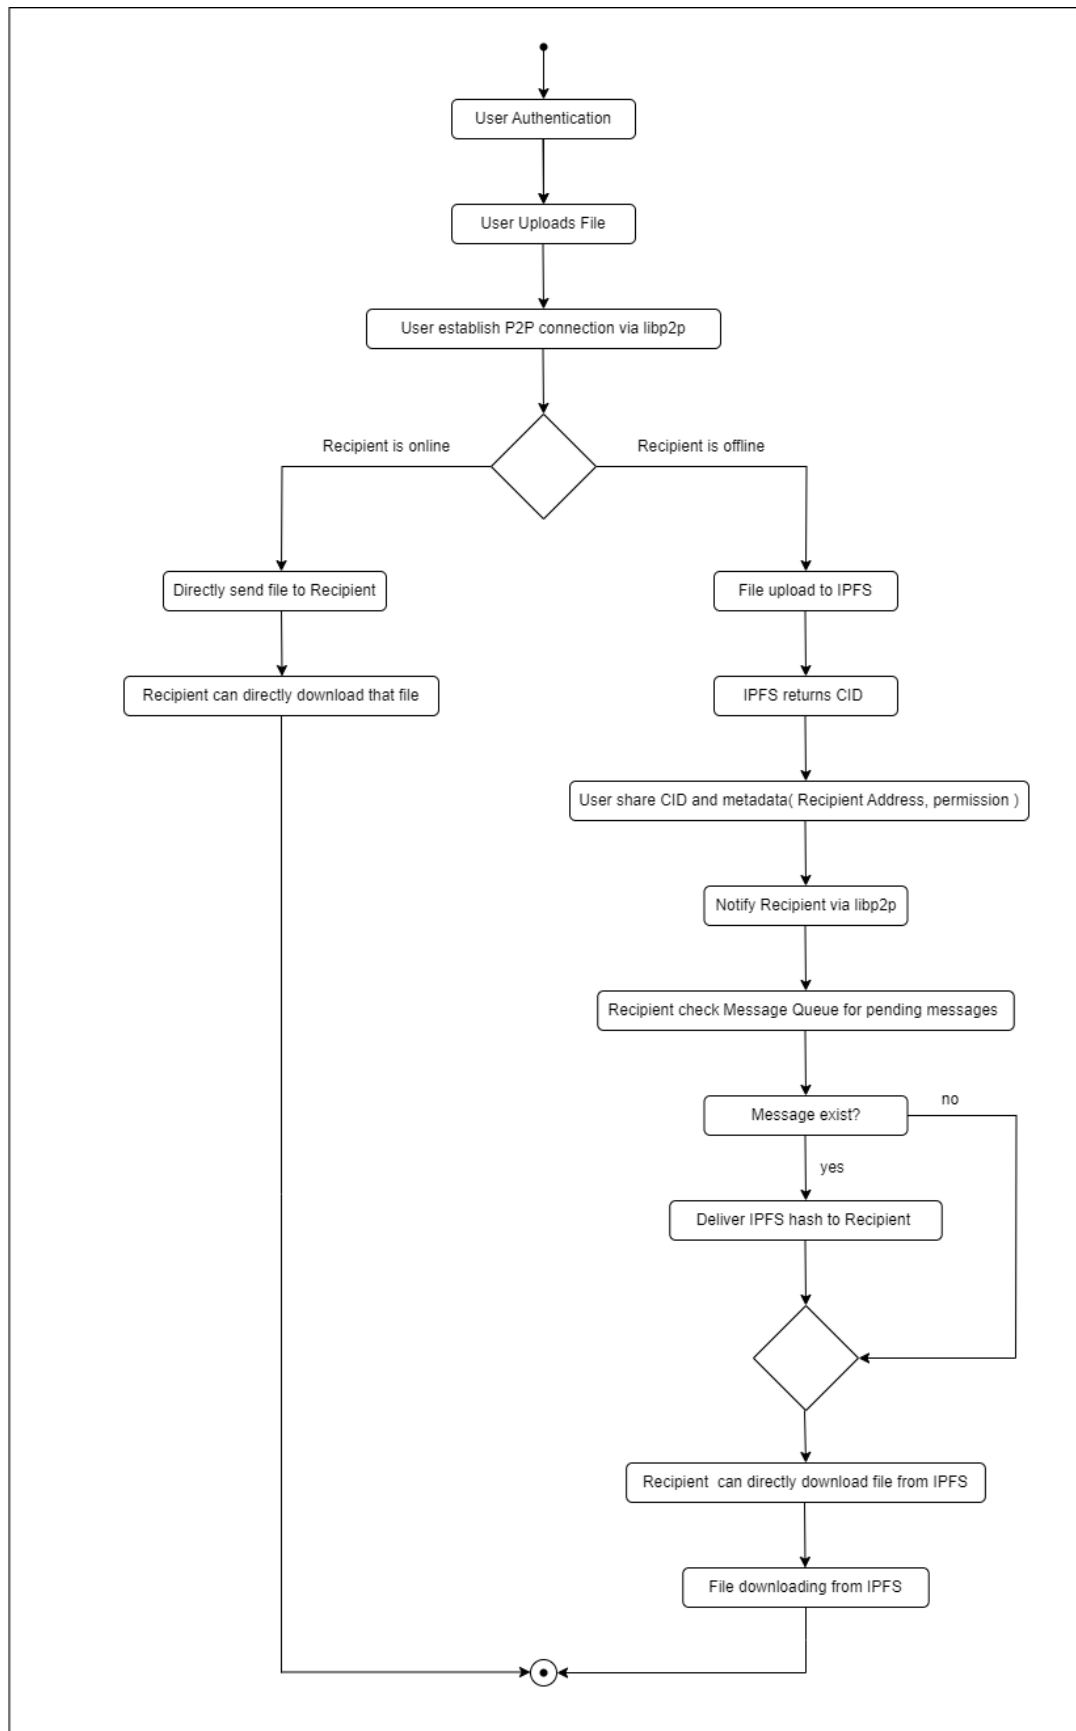 User Authentication
User Uploads File
User establish P2P connection via libp2p
Recipient is online
Recipient is offline
Directly send file to Recipient
File upload to IPFS
Recipient can directly download that file
IPFS returns CID
User share CID and metadata( Recipient Address, permission )
Notify Recipient via libp2p
Recipient check Message Queue for pending messages
Message exist?
no
yes
Deliver IPFS hash to Recipient
Recipient  can directly download file from IPFS
File downloading from IPFS